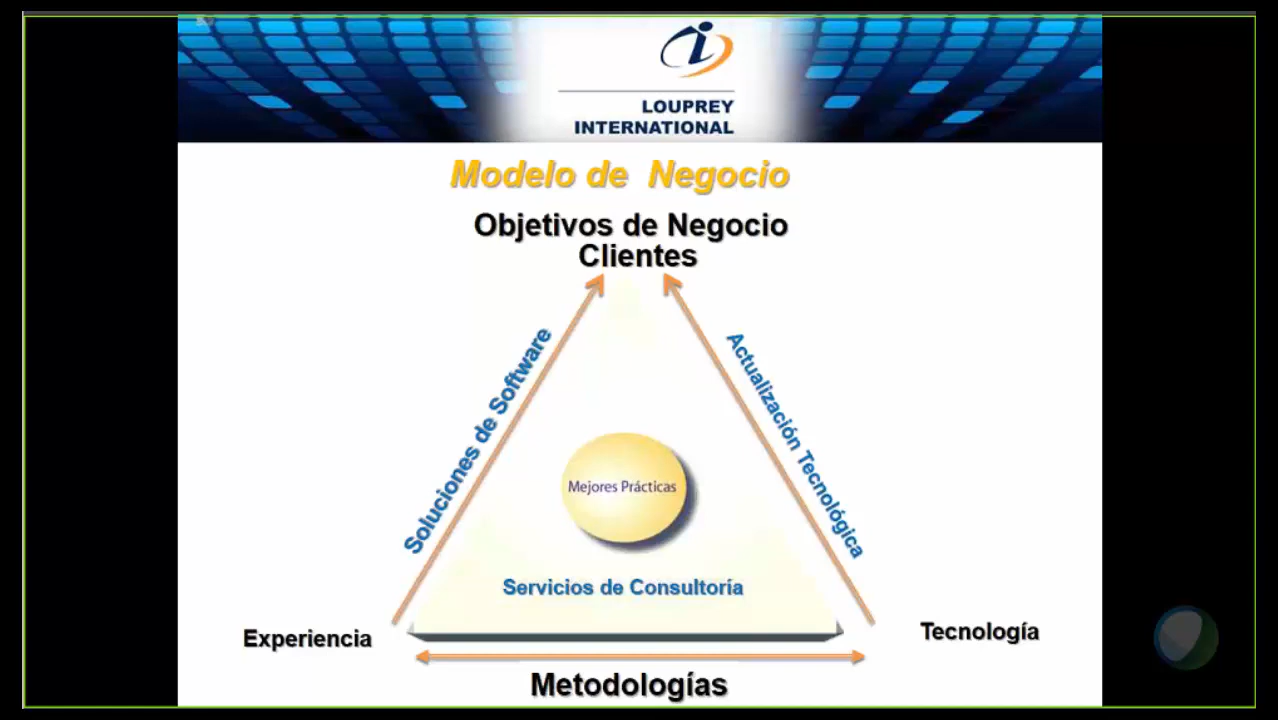 LOUPREY
INTERNATIONAL
Modelo de Negocio
Objetivos de Negocio
Clientes
Soluciones de Software
Actualización Tecnológica
Mejores Prácticas
Servicios de Consultoría
Experiencia
Tecnología
Metodologías